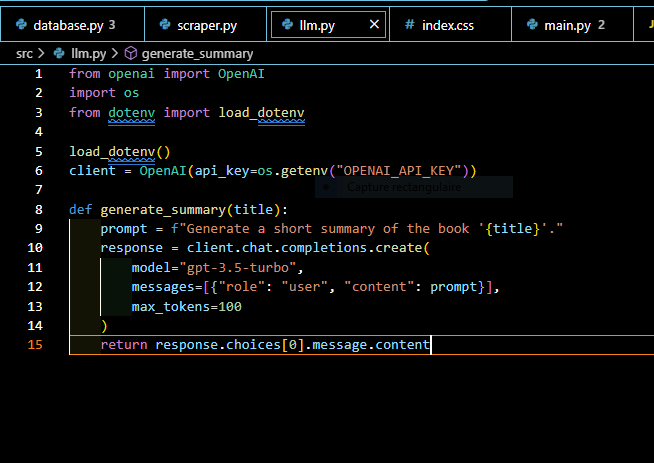 database.py 3 scraper.py llm.py × # index.css main.py 2
src > llm.py > generate_summary
1 from openai import OpenAI
2 import os
3 from dotenv import load_dotenv
4
5 load_dotenv()
6 client = OpenAI(api_key=os.getenv("OPENAI_API_KEY"))
Capture rectangulaire
7
8 def generate_summary(title):
9     prompt = f"Generate a short summary of the book '{title}'."
10     response = client.chat.completions.create(
11         model="gpt-3.5-turbo",
12         messages=[{"role": "user", "content": prompt}],
13         max_tokens=100
14     )
15     return response.choices[0].message.content